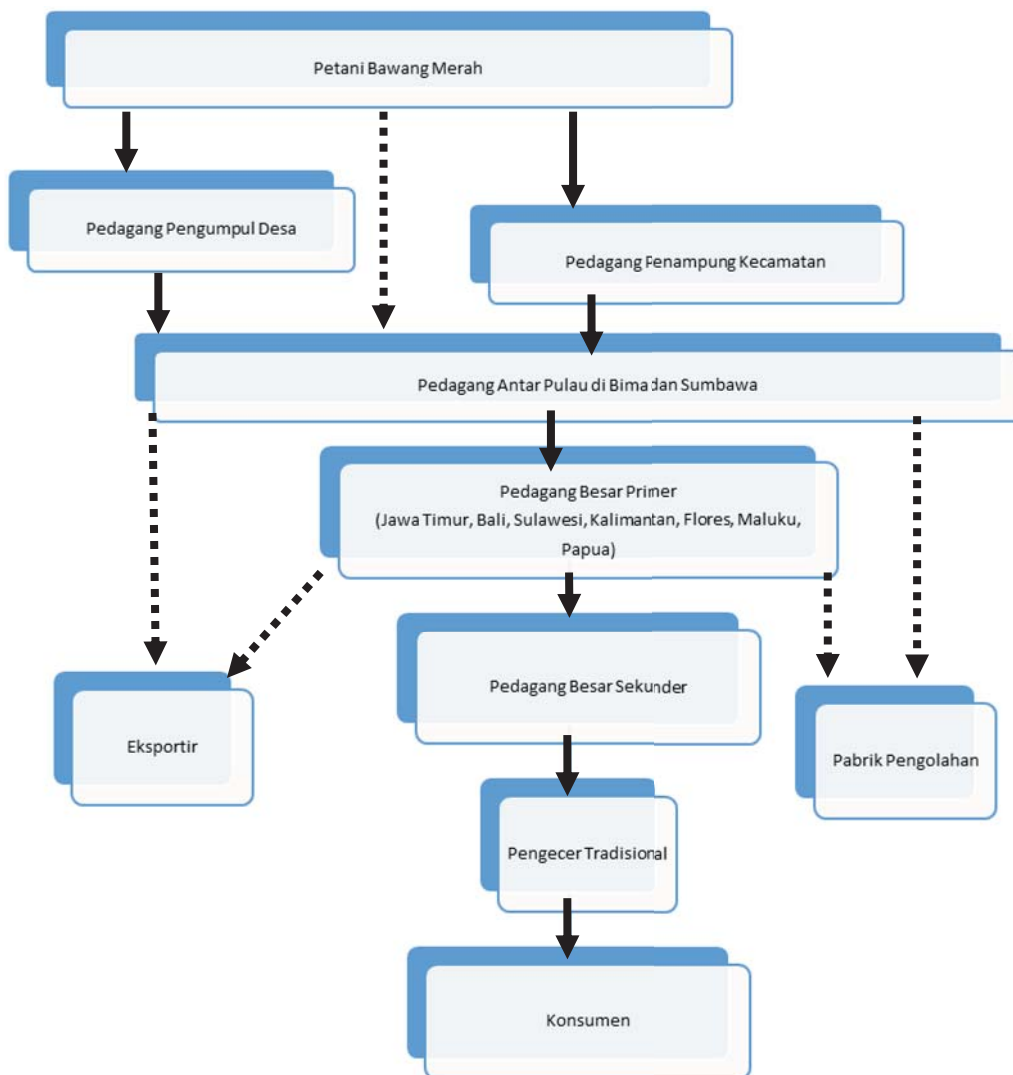 Petani Bawang Merah
Pedagang Pengumpul Desa
Pedagang Penampung Kecamatan
Pedagang Antar Pulau di Bima dan Sumbawa
Pedagang Besar Primer
(Jawa Timur, Bali, Sulawesi, Kalimantan, Flores, Maluku,
Papua)
Pedagang Besar Sekunder
Eksportir
Pabrik Pengolahan
Pengecer Tradisional
Konsumen